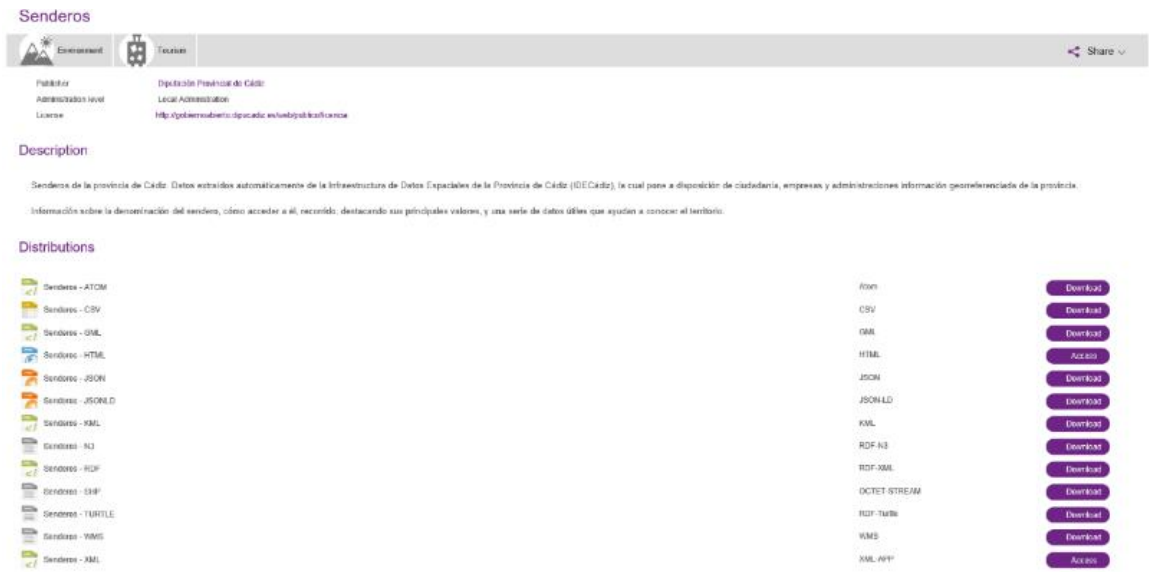 Senderos
Environment Tourism Share
Publisher Diputación Provincial de Cádiz
Administration level Local Administration
License http://gobiernoabierto.dipucadiz.es/web/publico/licencia
Description
Senderos de la provincia de Cádiz. Datos extraídos automáticamente de la Infraestructura de Datos Espaciales de la Provincia de Cádiz (IDECádiz), la cual pone a disposición de ciudadanía, empresas y administraciones información georreferenciada de la provincia.
Información sobre la denominación del sendero, cómo acceder a él, recorrido, destacando sus principales valores, y una serie de datos útiles que ayudan a conocer el territorio.
Distributions
Senderos - ATOM Atom Download
Senderos - CSV CSV Download
Senderos - GML GML Download
Senderos - HTML HTML Access
Senderos - JSON JSON Download
Senderos - JSONLD JSON-LD Download
Senderos - KML KML Download
Senderos - N3 RDF-N3 Download
Senderos - RDF RDF-XML Download
Senderos - SHP OCTET-STREAM Download
Senderos - TURTLE RDF-Turtle Download
Senderos - WMS WMS Download
Senderos - XML XML-APP Access